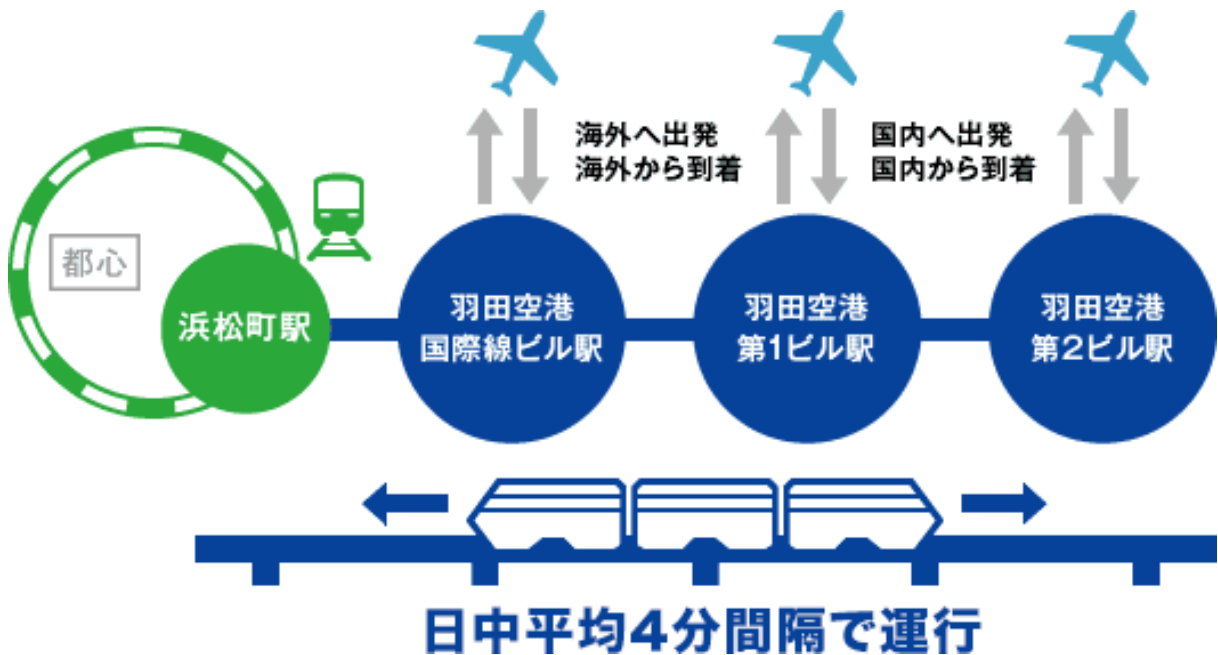 海外へ出発
海外から到着
国内へ出発
国内から到着
都心
浜松町駅
羽田空港
国際線ビル駅
羽田空港
第1ビル駅
羽田空港
第2ビル駅
日中平均4分間隔で運行